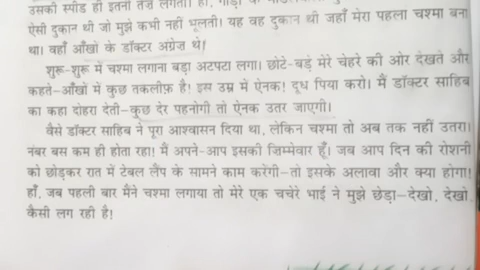 उसकी स्पीड ही इतनी तेज़ लगती! हाँ, गाड़ी के
ऐसी दुकान थी जो मुझे कभी नहीं भूलती। यह वह दुकान थी जहाँ मेरा पहला चश्मा बना
था। वहाँ आँखों के डॉक्टर अंग्रेज थे।
शुरू-शुरू में चश्मा लगाना बड़ा अटपटा लगा। छोटे-बड़े मेरे चेहरे की ओर देखते और
कहते–आँखों में कुछ तकलीफ़ है! इस उम्र में ऐनक! दूध पिया करो। मैं डॉक्टर साहिब
का कहा दोहरा देती–कुछ देर पहनोगी तो ऐनक उतर जाएगी।
वैसे डॉक्टर साहिब ने पूरा आश्वासन दिया था, लेकिन चश्मा तो अब तक नहीं उतरा।
नंबर बस कम ही होता रहा! मैं अपने-आप इसकी जिम्मेवार हूँ। जब आप दिन की रोशनी
को छोड़कर रात में टेबल लैंप के सामने काम करेंगी–तो इसके अलावा और क्या होगा!
हाँ, जब पहली बार मैंने चश्मा लगाया तो मेरे एक चचेरे भाई ने मुझे छेड़ा–देखो, देखो,
कैसी लग रही है!